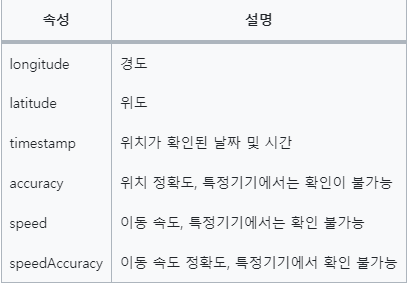 속성 설명
longitude 경도
latitude 위도
timestamp 위치가 확인된 날짜 및 시간
accuracy 위치 정확도, 특정기기에서는 확인이 불가능
speed 이동 속도, 특정기기에서는 확인 불가능
speedAccuracy 이동 속도 정확도, 특정기기에서 확인 불가능